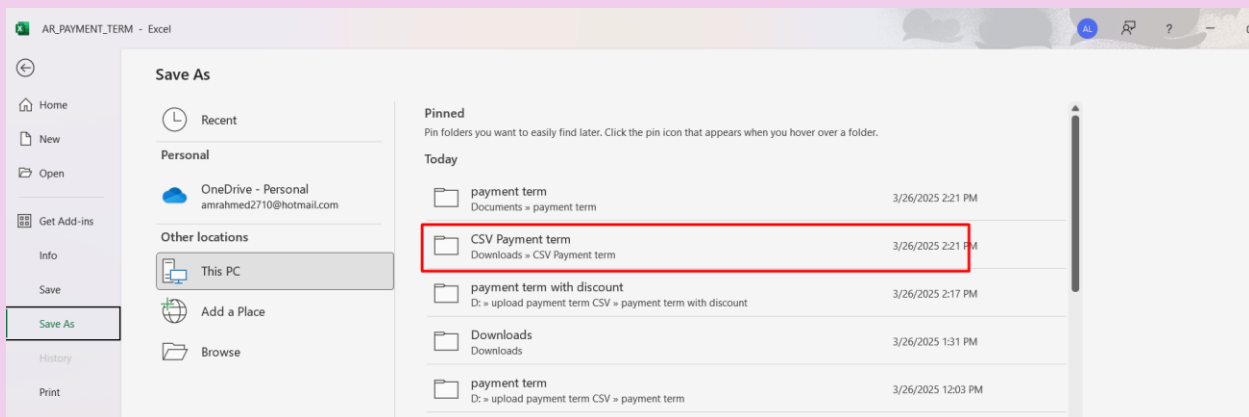 AR_PAYMENT_TERM - Excel
AL
?
Home
New
Open
Get Add-ins
Info
Save
Save As
History
Print
Save As
Recent
Personal
OneDrive - Personal
amrahmed2710@hotmail.com
Other locations
This PC
Add a Place
Browse
Pinned
Pin folders you want to easily find later. Click the pin icon that appears when you hover over a folder.
Today
payment term 3/26/2025 2:21 PM
Documents » payment term
CSV Payment term 3/26/2025 2:21 PM
Downloads » CSV Payment term
payment term with discount 3/26/2025 2:17 PM
D: » upload payment term CSV » payment term with discount
Downloads 3/26/2025 1:31 PM
Downloads
payment term 3/26/2025 12:03 PM
D: » upload payment term CSV » payment term